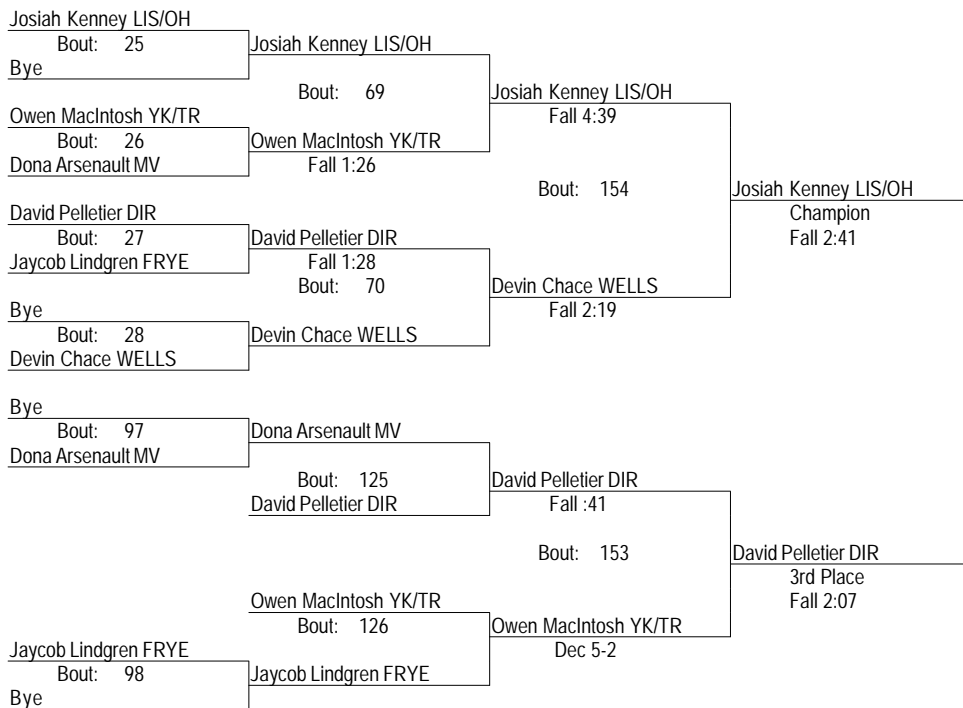 Josiah Kenney LIS/OH
Bout: 25
Josiah Kenney LIS/OH
Bye
Bout: 69
Josiah Kenney LIS/OH
Owen MacIntosh YK/TR
Fall 4:39
Bout: 26
Owen MacIntosh YK/TR
Dona Arsenault MV
Fall 1:26
Bout: 154
Josiah Kenney LIS/OH
David Pelletier DIR
Champion
Bout: 27
David Pelletier DIR
Fall 2:41
Jaycob Lindgren FRYE
Fall 1:28
Bout: 70
Devin Chace WELLS
Bye
Fall 2:19
Bout: 28
Devin Chace WELLS
Devin Chace WELLS
Bye
Bout: 97
Dona Arsenault MV
Dona Arsenault MV
Bout: 125
David Pelletier DIR
David Pelletier DIR
Fall :41
Bout: 153
David Pelletier DIR
3rd Place
Owen MacIntosh YK/TR
Fall 2:07
Bout: 126
Owen MacIntosh YK/TR
Jaycob Lindgren FRYE
Dec 5-2
Bout: 98
Jaycob Lindgren FRYE
Bye